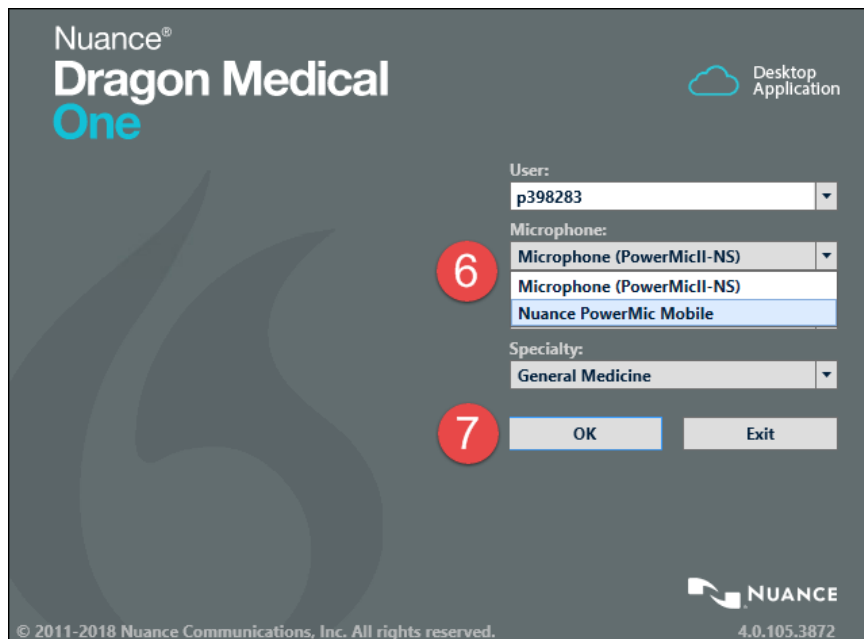 Nuance®
Dragon Medical
One
Desktop
Application
User:
p398283
Microphone:
6
Microphone (PowerMicII-NS)
Microphone (PowerMicII-NS)
Nuance PowerMic Mobile
Specialty:
General Medicine
7
OK
Exit
NUANCE
© 2011-2018 Nuance Communications, Inc. All rights reserved.
4.0.105.3872